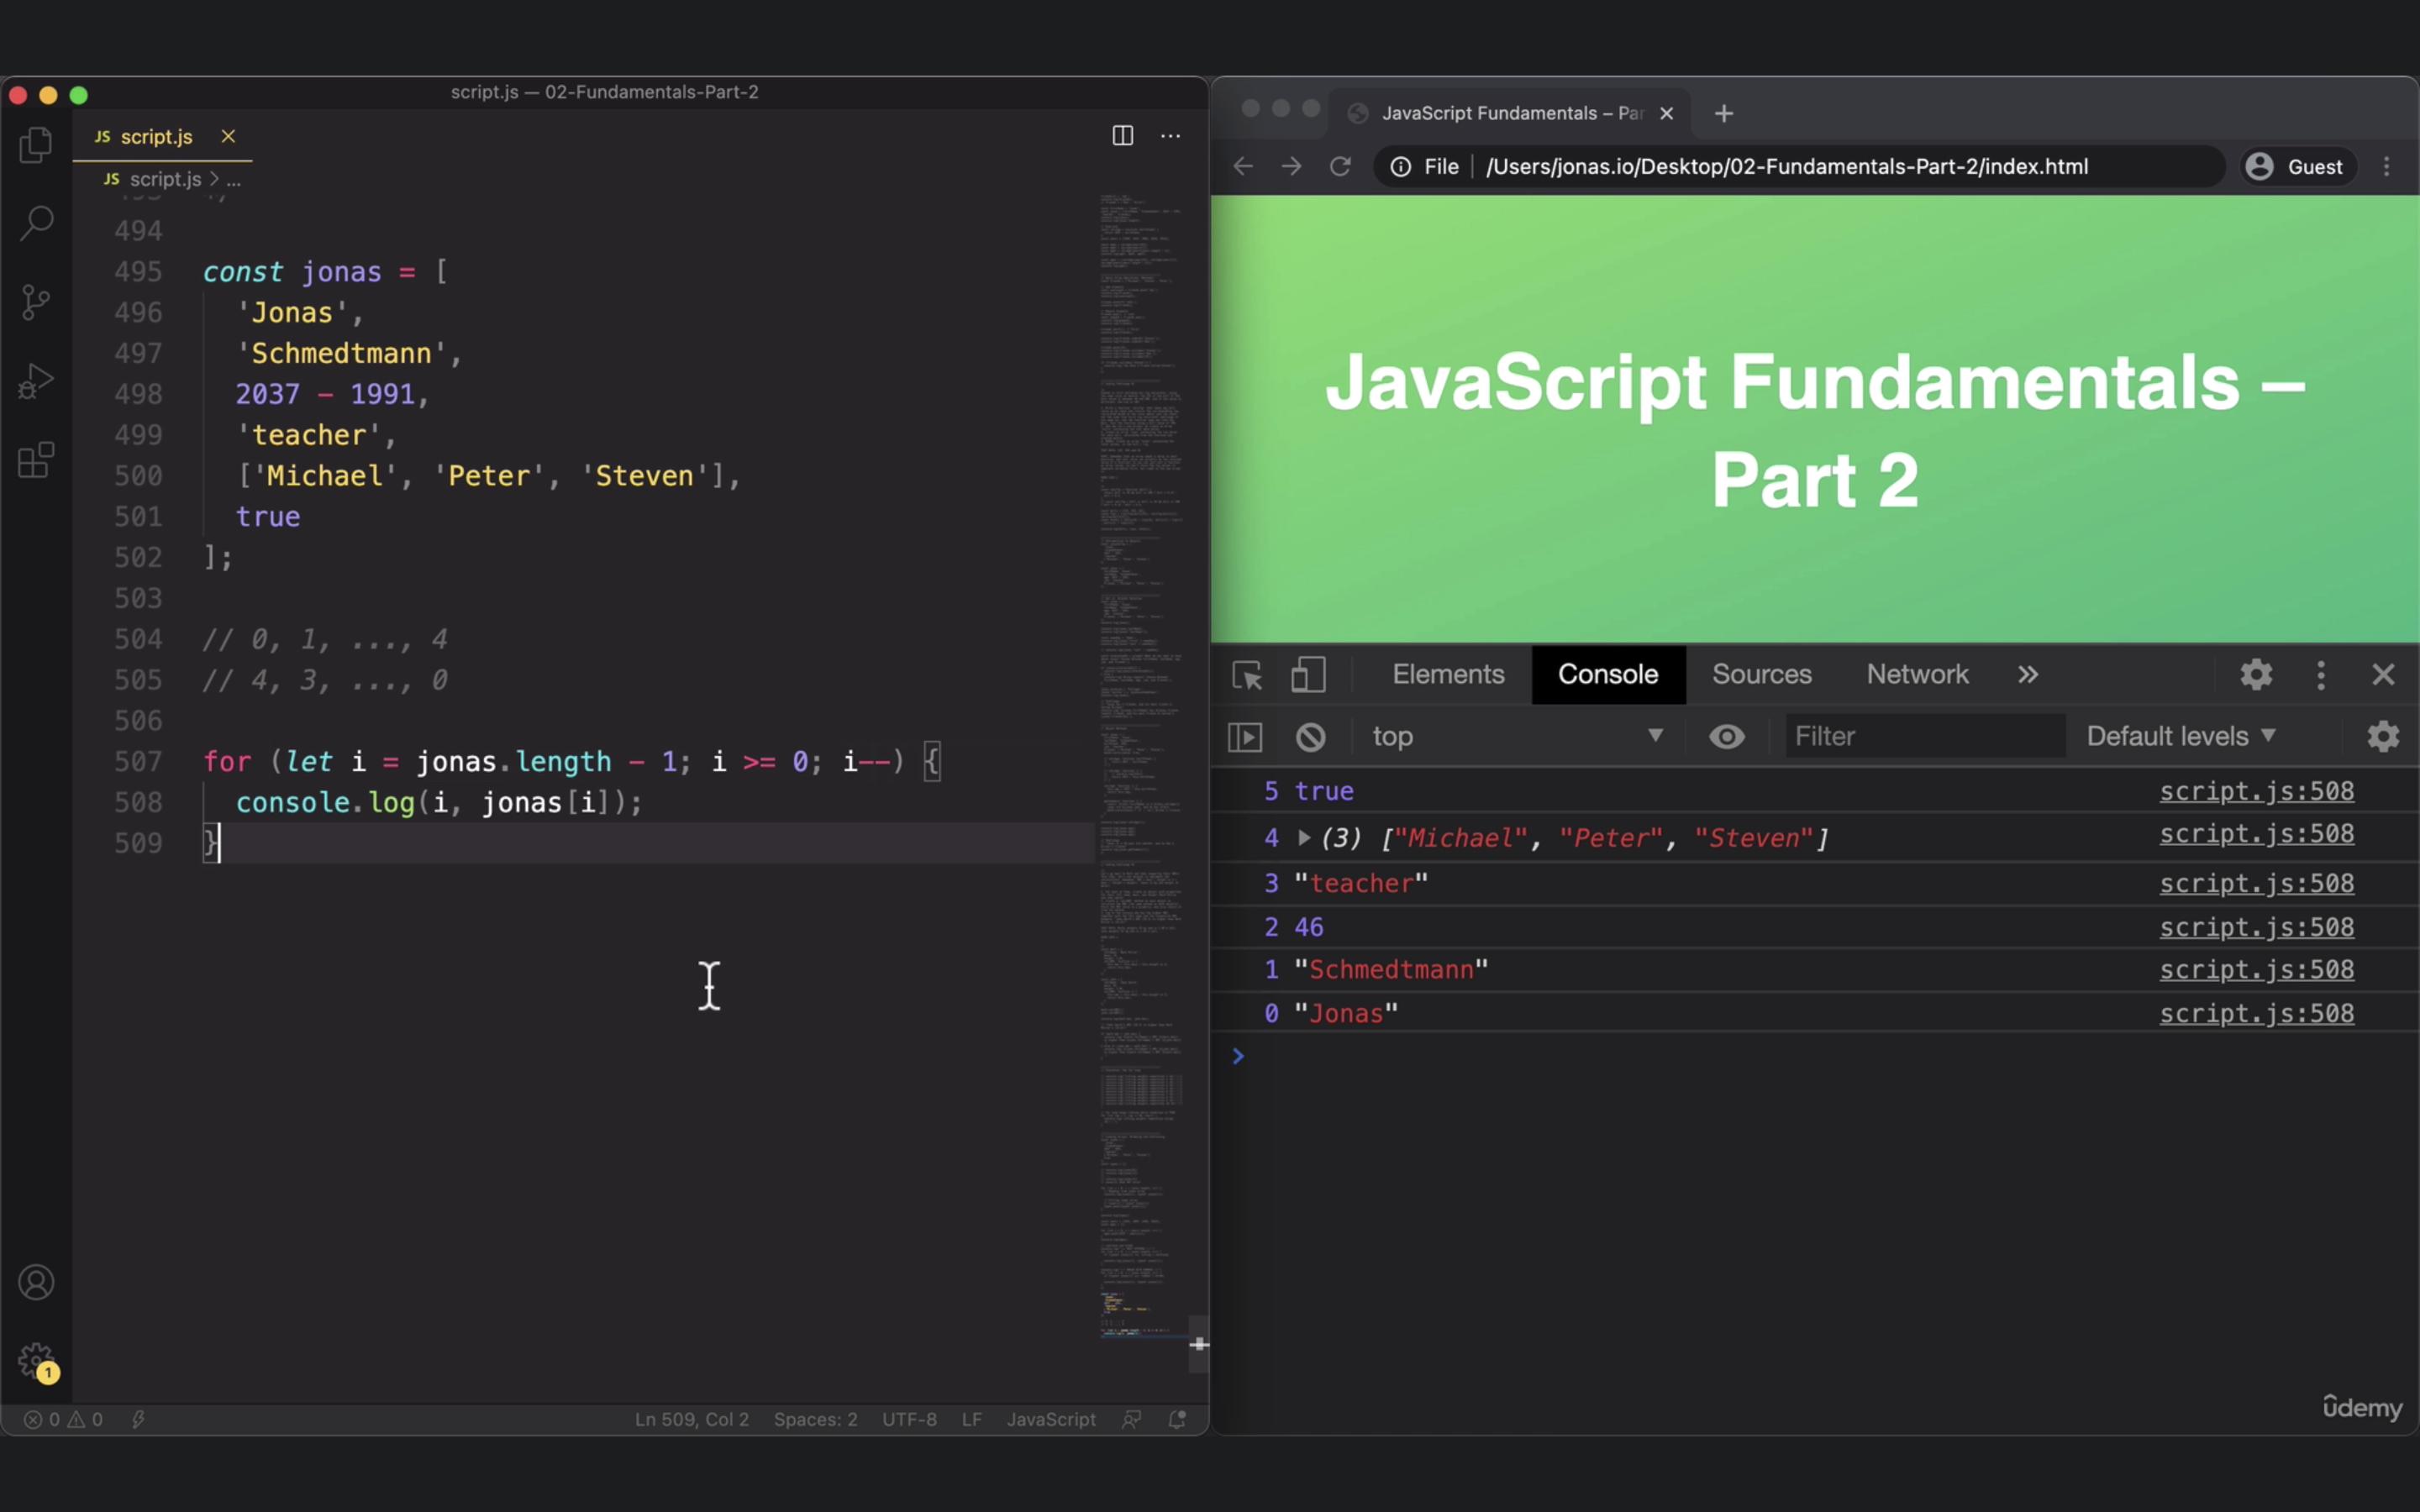 script.js — 02-Fundamentals-Part-2
JS script.js
JS script.js > ...
494
495 const jonas = [
496 'Jonas',
497 'Schmedtmann',
498 2037 - 1991,
499 'teacher',
500 ['Michael', 'Peter', 'Steven'],
501 true
502 ];
503
504 // 0, 1, ..., 4
505 // 4, 3, ..., 0
506
507 for (let i = jonas.length - 1; i >= 0; i--) {
508 console.log(i, jonas[i]);
509 }
1
0 0
Ln 509, Col 2 Spaces: 2 UTF-8 LF JavaScript
JavaScript Fundamentals – Par
File /Users/jonas.io/Desktop/02-Fundamentals-Part-2/index.html Guest
JavaScript Fundamentals –
Part 2
Elements Console Sources Network »
top Filter Default levels
5 true script.js:508
4 (3) ["Michael", "Peter", "Steven"] script.js:508
3 "teacher" script.js:508
2 46 script.js:508
1 "Schmedtmann" script.js:508
0 "Jonas" script.js:508
>
ûdemy